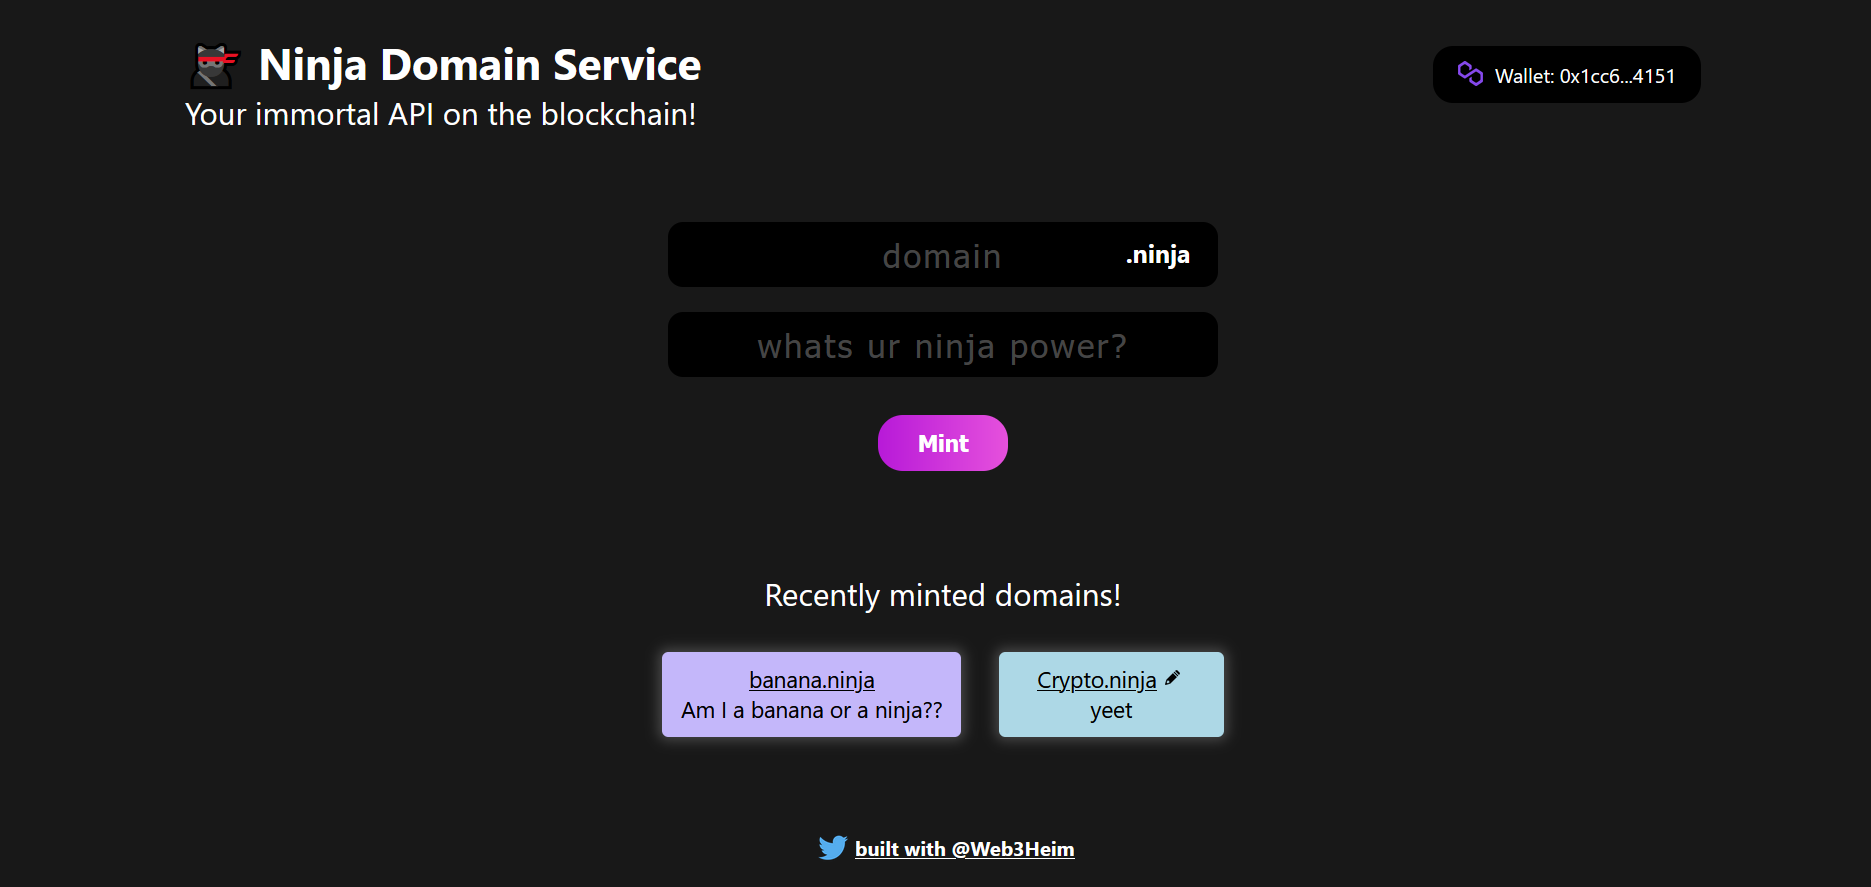 Ninja Domain Service
Your immortal API on the blockchain!
Wallet: 0x1cc6...4151
domain
.ninja
whats ur ninja power?
Mint
Recently minted domains!
banana.ninja
Am I a banana or a ninja??
Crypto.ninja
yeet
built with @Web3Heim